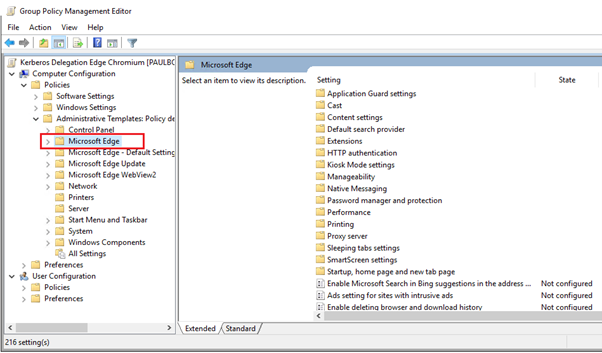 Group Policy Management Editor
File Action View Help
Kerberos Delegation Edge Chromium [PAULBO
Computer Configuration
Policies
Software Settings
Windows Settings
Administrative Templates: Policy de
Control Panel
Microsoft Edge
Microsoft Edge - Default Setting
Microsoft Edge Update
Microsoft Edge WebView2
Network
Printers
Server
Start Menu and Taskbar
System
Windows Components
All Settings
Preferences
User Configuration
Policies
Preferences
Microsoft Edge
Select an item to view its description.
Setting State
Application Guard settings
Cast
Content settings
Default search provider
Extensions
HTTP authentication
Kiosk Mode settings
Manageability
Native Messaging
Password manager and protection
Performance
Printing
Proxy server
Sleeping tabs settings
SmartScreen settings
Startup, home page and new tab page
Enable Microsoft Search in Bing suggestions in the address ... Not configured
Ads setting for sites with intrusive ads Not configured
Enable deleting browser and download history Not configured
Extended Standard
216 setting(s)